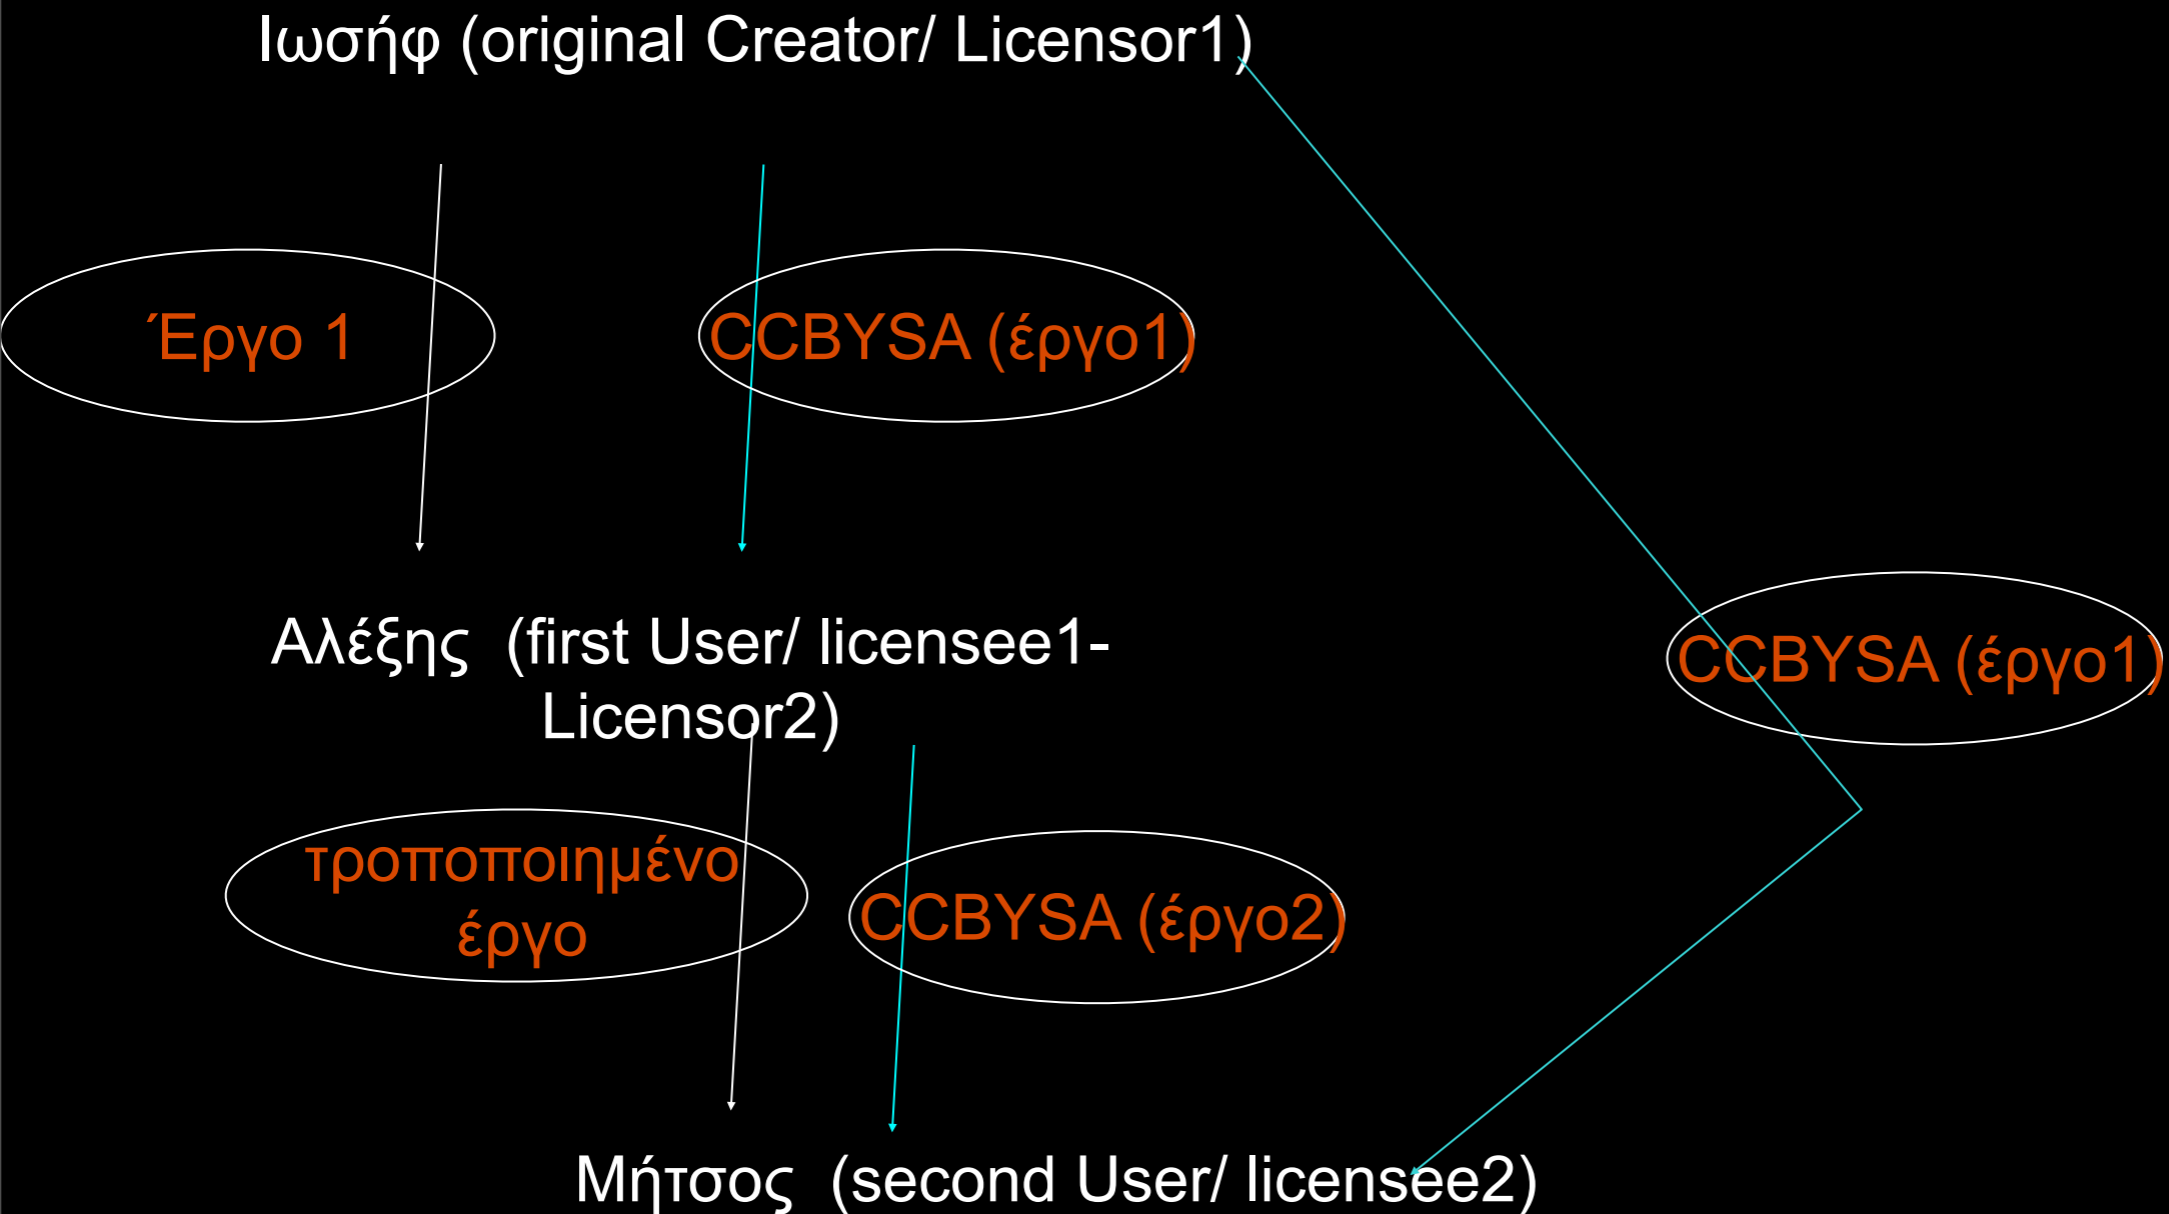 Ιωσήφ (original Creator/ Licensor1)
Έργο 1
CCBYSA (έργο1)
Αλέξης (first User/ licensee1-
Licensor2)
CCBYSA (έργο1)
τροποποιημένο
έργο
CCBYSA (έργο2)
Μήτσος (second User/ licensee2)